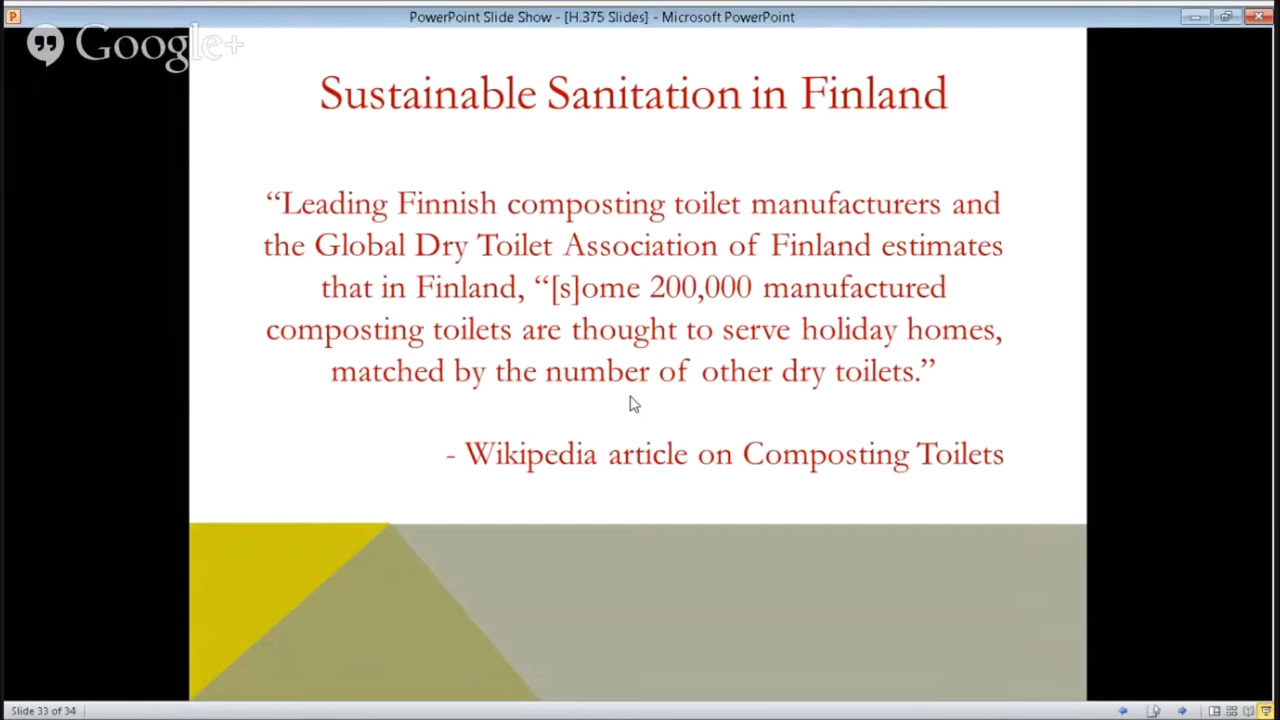 PowerPoint Slide Show - [H.375 Slides] - Microsoft PowerPoint
Google+
Sustainable Sanitation in Finland
“Leading Finnish composting toilet manufacturers and
the Global Dry Toilet Association of Finland estimates
that in Finland, “[s]ome 200,000 manufactured
composting toilets are thought to serve holiday homes,
matched by the number of other dry toilets.”
- Wikipedia article on Composting Toilets
Slide 33 of 34